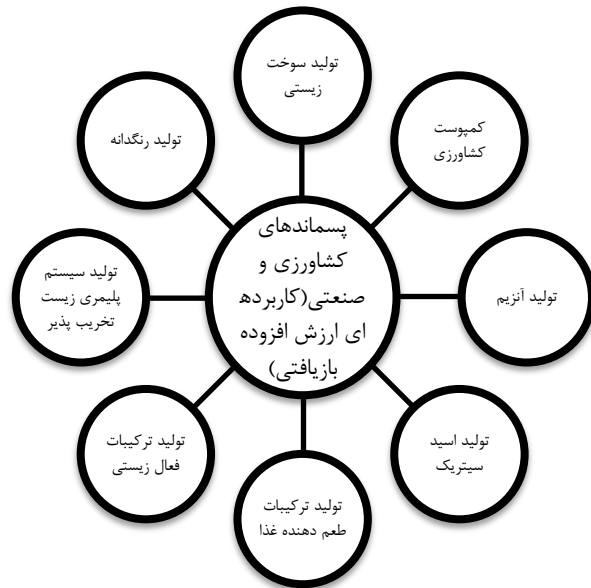 تولید سوخت
زیستی
کمپوست
کشاورزی
تولید آنزیم
تولید اسید
سیتریک
تولید ترکیبات
طعم دهنده غذا
تولید ترکیبات
فعال زیستی
تولید سیستم
پلیمری زیست
تخریب پذیر
تولید رنگدانه
پسماندهای
کشاورزی و
صنعتی(کاربرده
ای ارزش افزوده
بازیافتی)